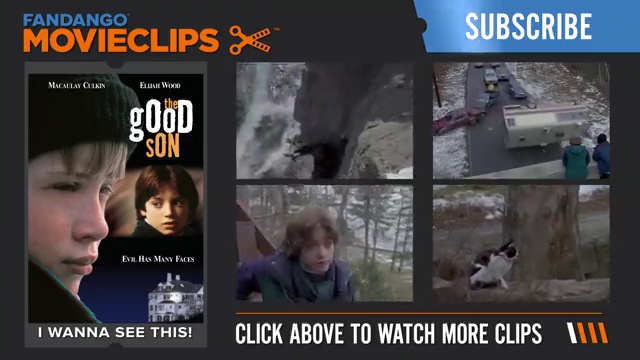 FANDANGO
MOVIECLIPS™
SUBSCRIBE
MACAULAY CULKIN ELIJAH WOOD
the
gOOD
sON
EVIL HAS MANY FACES
I WANNA SEE THIS!
CLICK ABOVE TO WATCH MORE CLIPS